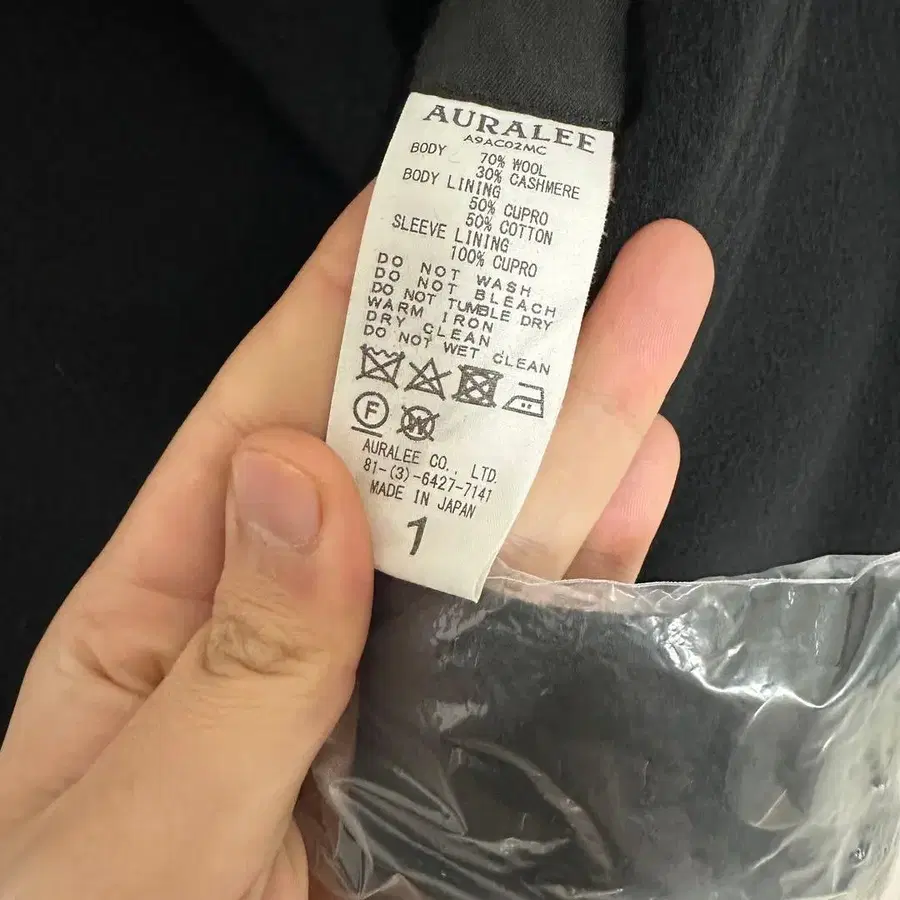 AURALEE
A9AC02MC
BODY 70% WOOL
30% CASHMERE
BODY LINING
50% CUPRO
50% COTTON
SLEEVE LINING
100% CUPRO
DO NOT WASH
DO NOT BLEACH
DO NOT TUMBLE DRY
WARM IRON
DRY CLEAN
DO NOT WET CLEAN
F W
AURALEE CO., LTD.
81-(3)-6427-7141
MADE IN JAPAN
1